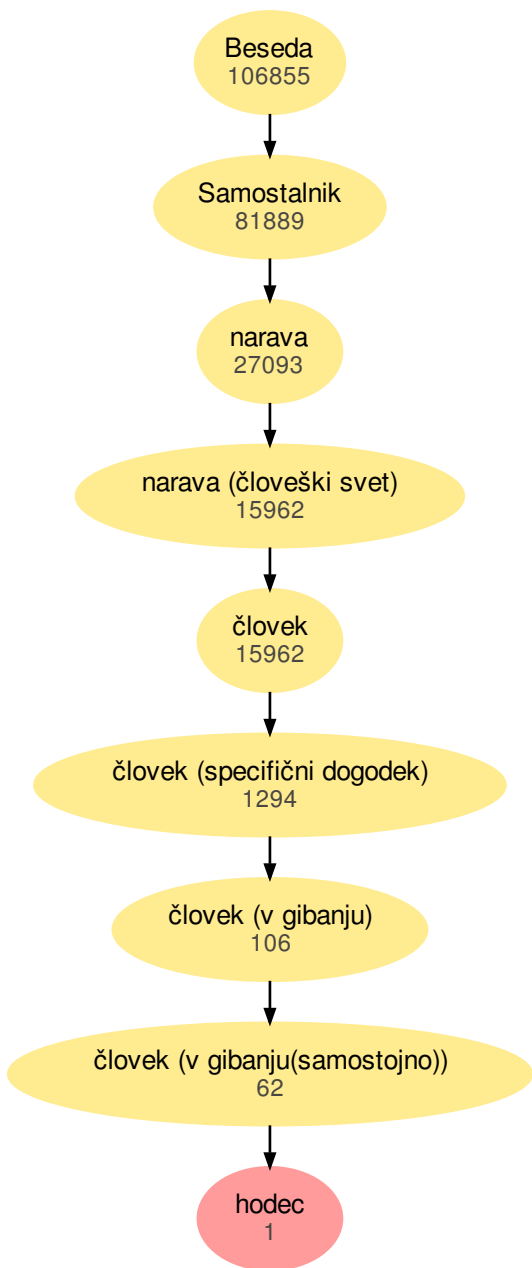 Beseda
106855
Samostalnik
81889
narava
27093
narava (človeški svet)
15962
človek
15962
človek (specifični dogodek)
1294
človek (v gibanju)
106
človek (v gibanju(samostojno))
62
hodec
1